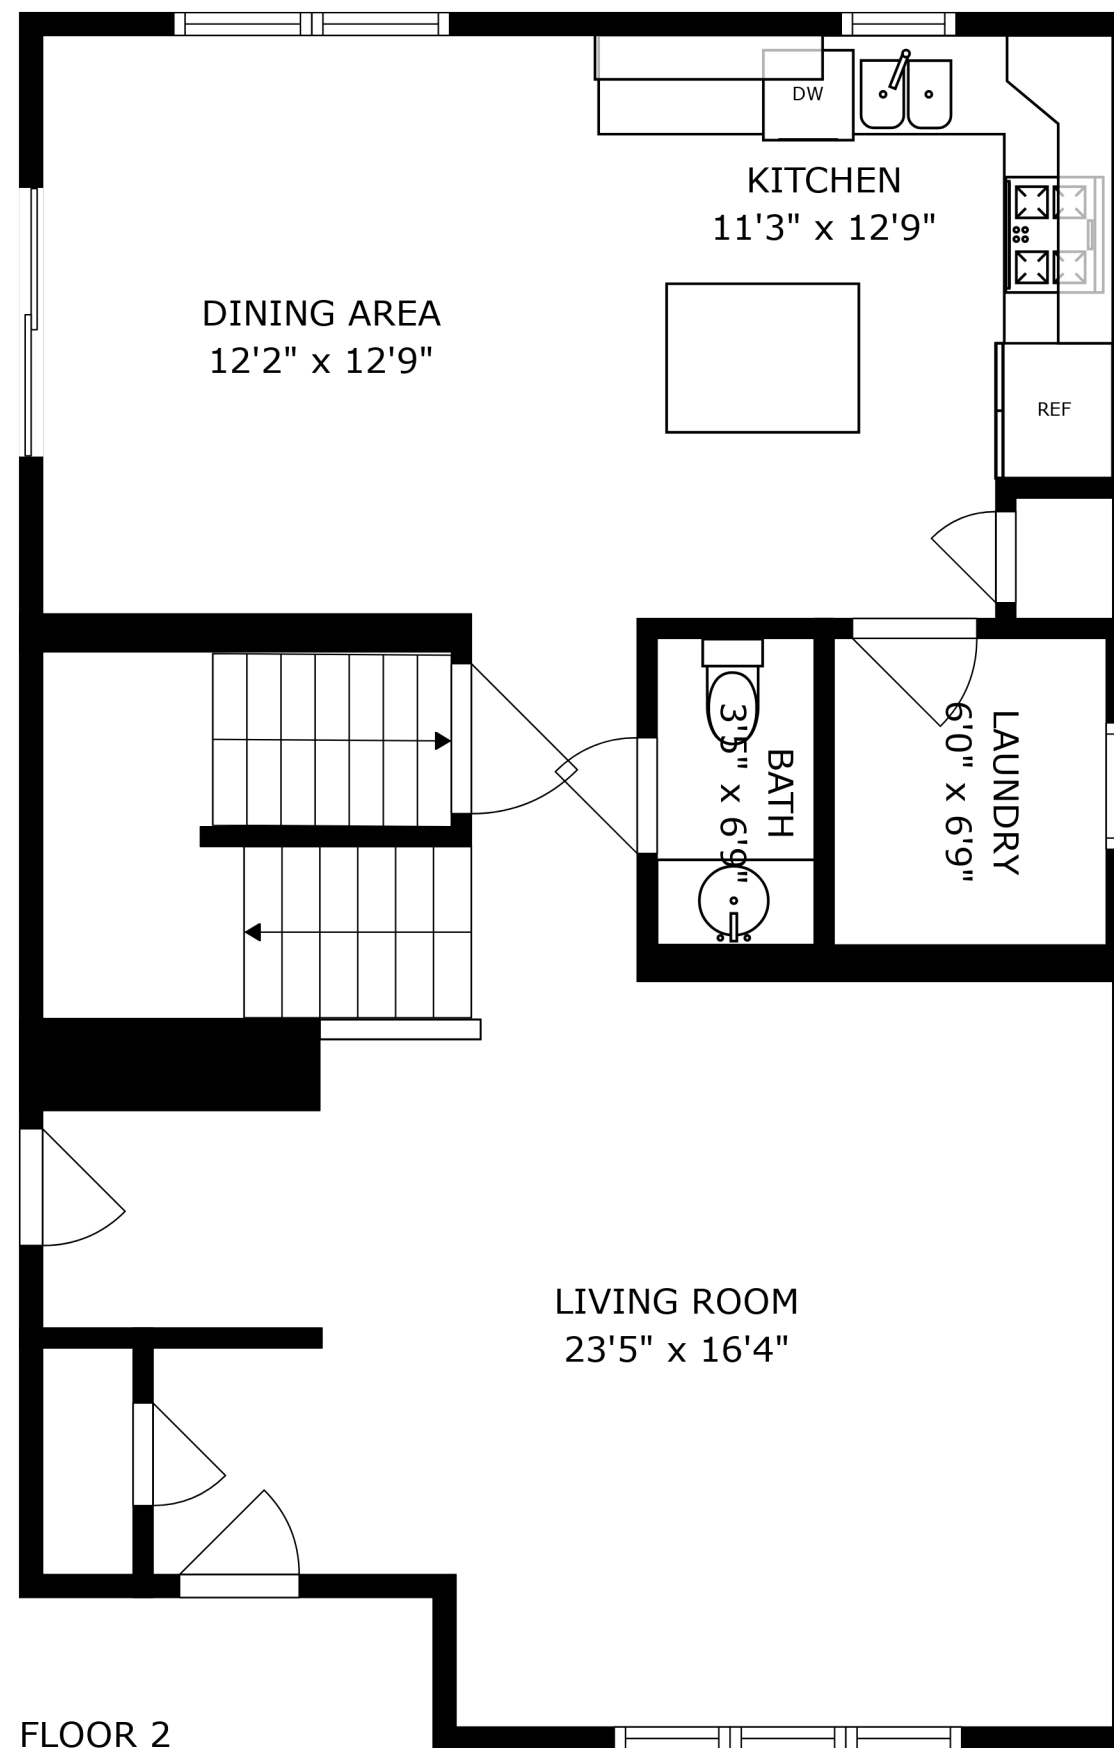 DW
KITCHEN
11'3" x 12'9"
DINING AREA
12'2" x 12'9"
REF
BATH
3'5" x 6'9"
LAUNDRY
6'0" x 6'9"
LIVING ROOM
23'5" x 16'4"
FLOOR 2